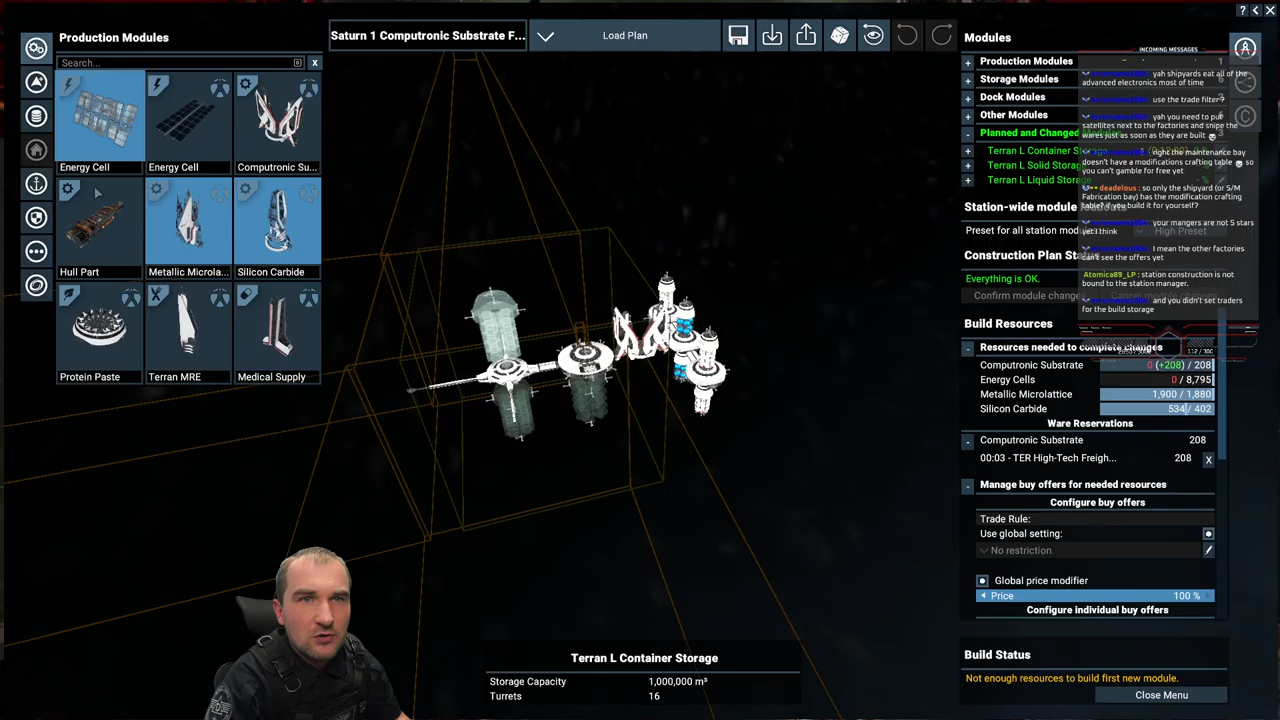 Production Modules
Search...
x
Energy Cell
Energy Cell
Computronic Su...
Hull Part
Metallic Microla...
Silicon Carbide
Protein Paste
Terran MRE
Medical Supply
Saturn 1 Computronic Substrate F...
Load Plan
Terran L Container Storage
Storage Capacity
1,000,000 m³
Turrets
16
Modules
Production Modules
Storage Modules
Dock Modules
Other Modules
Planned and Changed
Terran L Container
Terran L Solid Storag
Terran L Liquid Storag
Station-wide module
Preset for all station mod
High Preset
Construction Plan Status
Everything is OK.
Confirm module changes
Build Resources
Resources needed to complete changes
Computronic Substrate
0 (+208) / 208
Energy Cells
0 / 8,795
Metallic Microlattice
1,900 / 1,880
Silicon Carbide
534 / 402
Ware Reservations
Computronic Substrate
208
00:03 - TER High-Tech Freigh...
208
X
Manage buy offers for needed resources
Configure buy offers
Trade Rule:
Use global setting:
No restriction
Global price modifier
Price
100 %
Configure individual buy offers
Build Status
Not enough resources to build first new module.
Close Menu
INCOMING MESSAGES
yah shipyards eat all of the
advanced electronics most of time
use the trade filter ?
yah you need to put
satellites next to the factories and snipe the
wares just as soon as they are built
right the maintenance bay
doesn't have a modifications crafting table
so
you can't gamble for free yet
deadelous : so only the shipyard (or S/M
Fabrication bay) has the modification crafting
table? if you build it for yourself?
your mangers are not 5 stars
yet i think
I mean the other factories
can't see the offers yet
Atomica89_LP : station construction is not
bound to the station manager.
and you didn't set traders
for the build storage